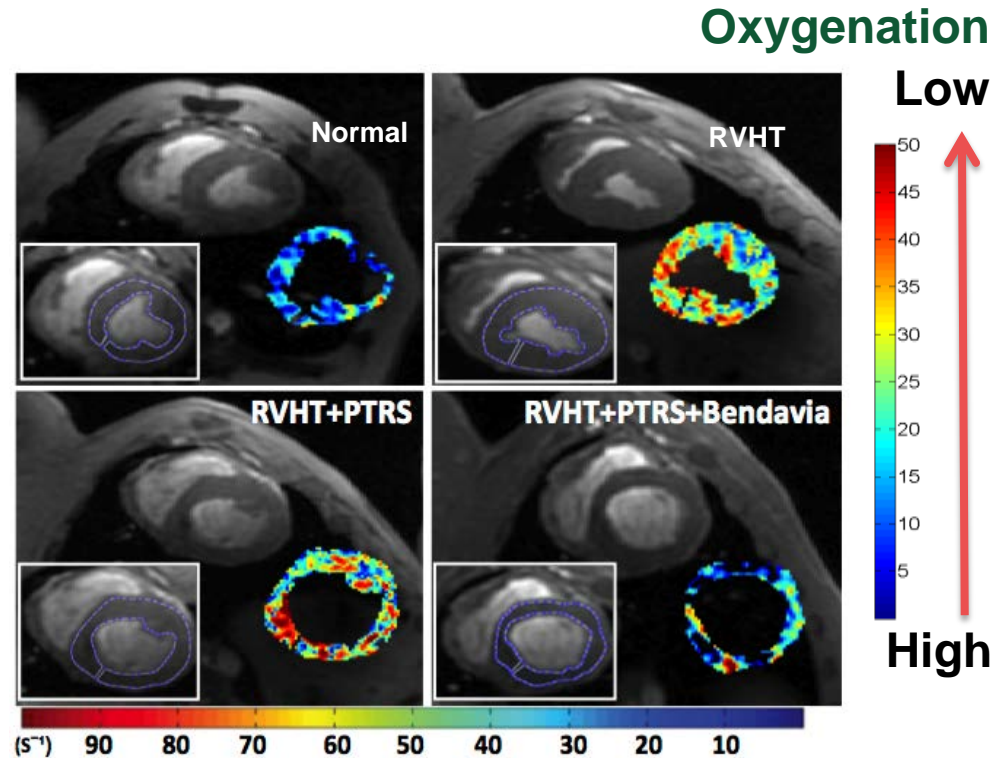 Oxygenation
Low
Normal
RVHT
50
45
40
35
30
25
20
15
10
5
RVHT+PTRS
RVHT+PTRS+Bendavia
High
(S⁻¹) 90 80 70 60 50 40 30 20 10